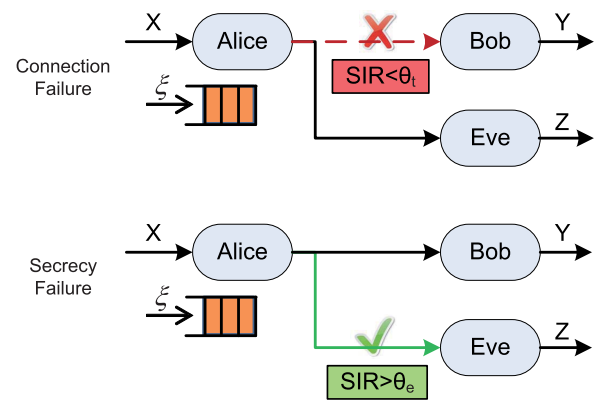 X
Alice
Bob
Y
Connection
Failure
ξ
SIR<θt
Eve
Z
X
Alice
Bob
Y
Secrecy
Failure
ξ
Eve
Z
SIR>θe